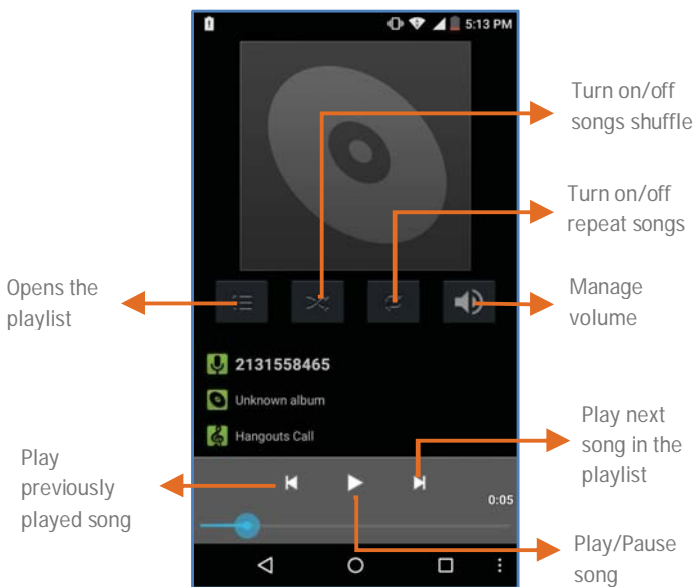 5:13 PM
Turn on/off
songs shuffle
Turn on/off
repeat songs
Opens the
playlist
Manage
volume
2131558465
Unknown album
Hangouts Call
Play next
song in the
playlist
Play
previously
played song
0:05
Play/Pause
song